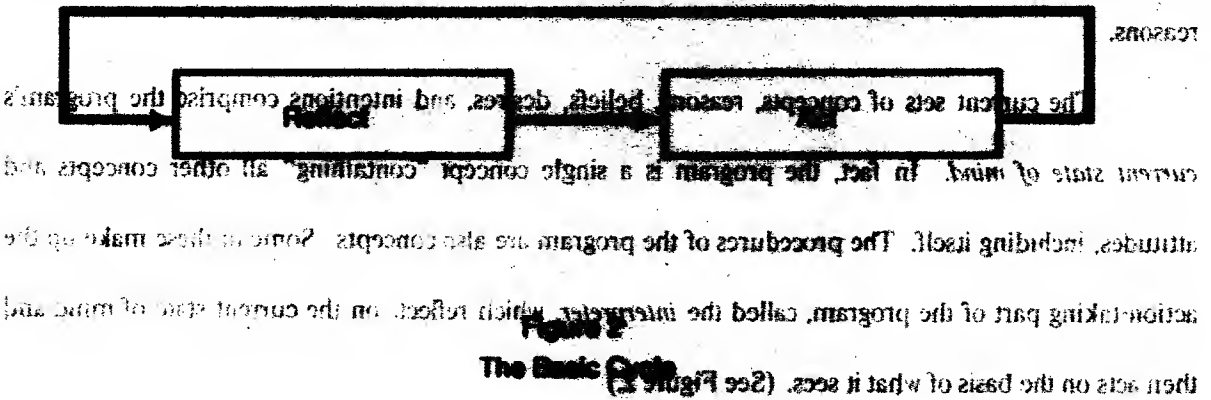 reasons.
The current sets of concepts, reasons, beliefs, desires, and intentions comprise the program's
Reflect
Act
current state of mind. In fact, the program is a single concept "containing" all other concepts and
attitudes, including itself. The procedures of the program are also concepts. Some of these make up the
action-taking part of the program, called the interpreter, which reflect, on the current state of mind and
Figure 2
The Basic Cycle
then acts on the basis of what it sees. (See Figure 2.)